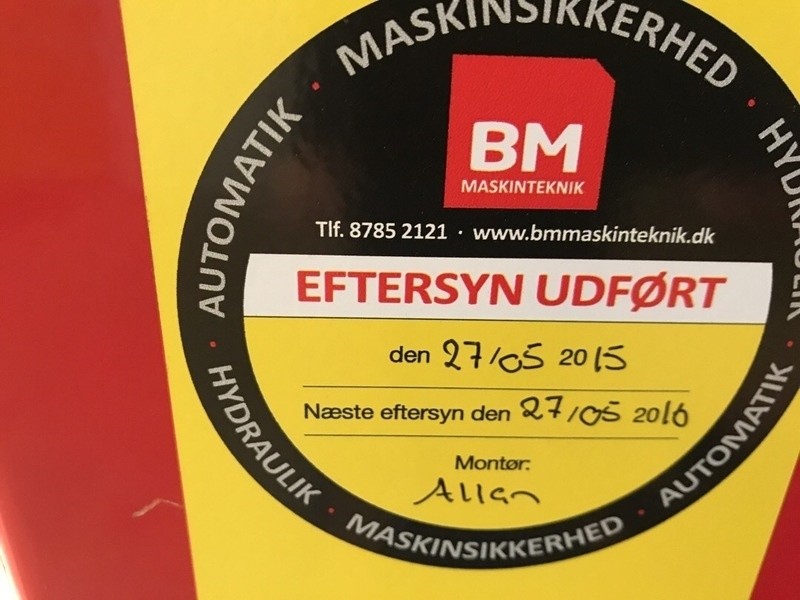 MASKINSIKKERHED
AUTOMATIK
BM
MASKINTEKNIK
Tlf. 8785 2121 · www.bmmaskinteknik.dk
EFTERSYN UDFØRT
den 27/05 2015
Næste eftersyn den 27/05 2016
Montør:
Allan
HYDRAULIK
HYDRAULIK • MASKINSIKKERHED • AUTOMATIK